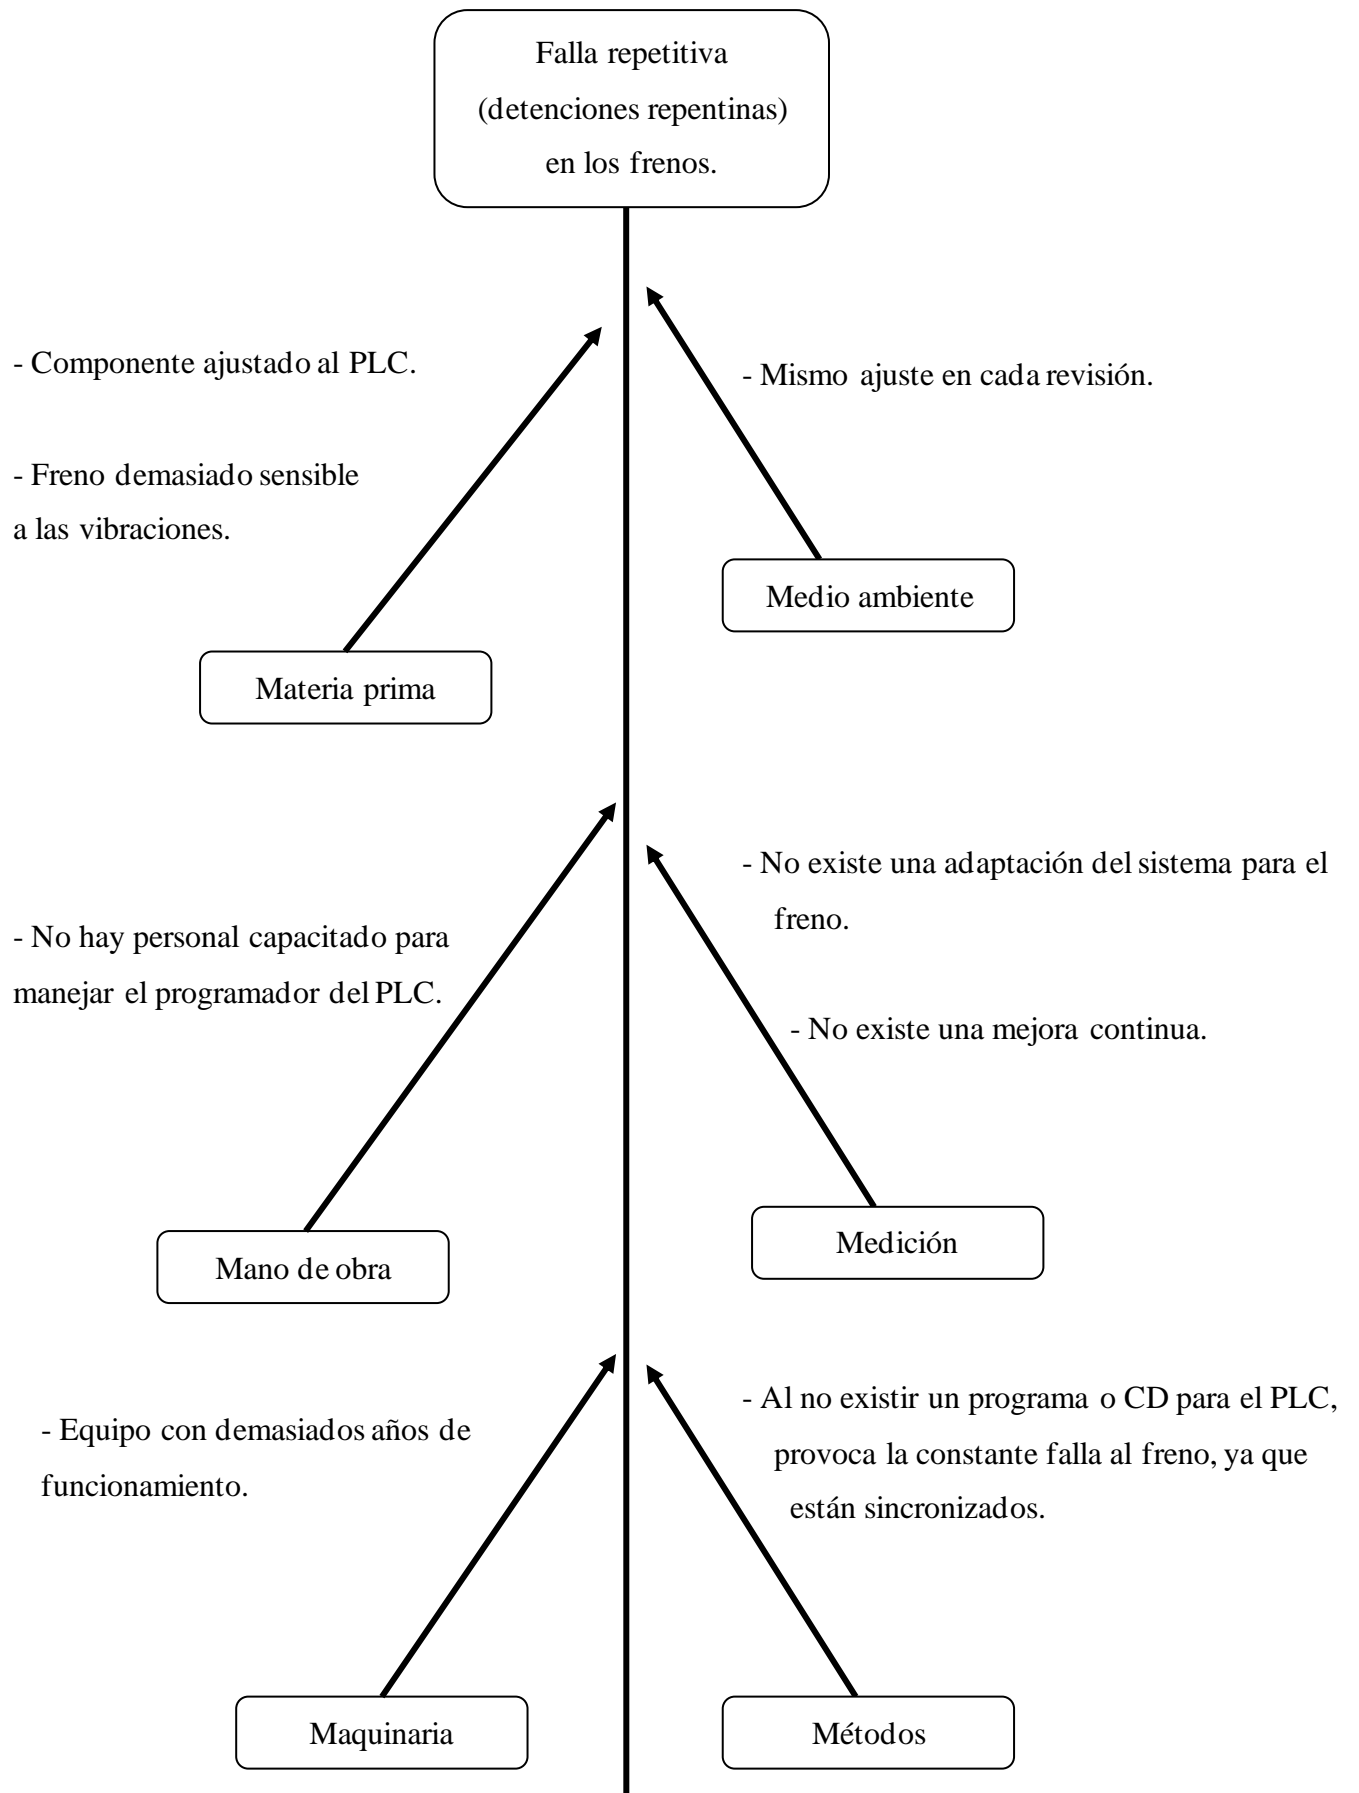 Falla repetitiva
(detenciones repentinas)
en los frenos.
- Componente ajustado al PLC.
- Mismo ajuste en cada revisión.
- Freno demasiado sensible
a las vibraciones.
Medio ambiente
Materia prima
- No existe una adaptación del sistema para el
freno.
- No hay personal capacitado para
manejar el programador del PLC.
- No existe una mejora continua.
Medición
Mano de obra
- Al no existir un programa o CD para el PLC,
provoca la constante falla al freno, ya que
están sincronizados.
- Equipo con demasiados años de
funcionamiento.
Maquinaria
Métodos